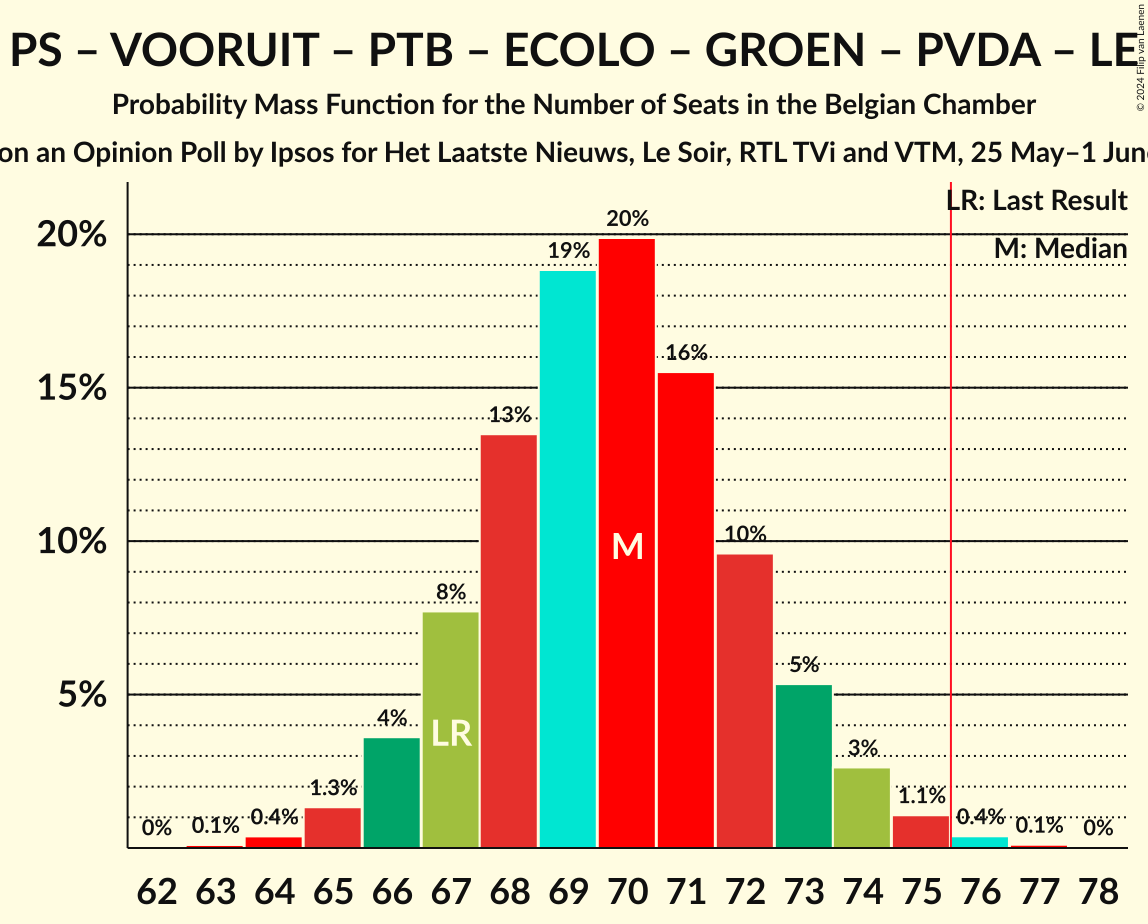 PS – VOORUIT – PTB – ECOLO – GROEN – PVDA – LE
Probability Mass Function for the Number of Seats in the Belgian Chamber
on an Opinion Poll by Ipsos for Het Laatste Nieuws, Le Soir, RTL TVi and VTM, 25 May–1 June
© 2024 Filip van Laenen
LR: Last Result
M: Median
20%
15%
10%
5%
0%
0.1%
0.4%
1.3%
4%
8%
13%
19%
20%
16%
10%
5%
3%
1.1%
0.4%
0.1%
0%
LR
M
62 63 64 65 66 67 68 69 70 71 72 73 74 75 76 77 78